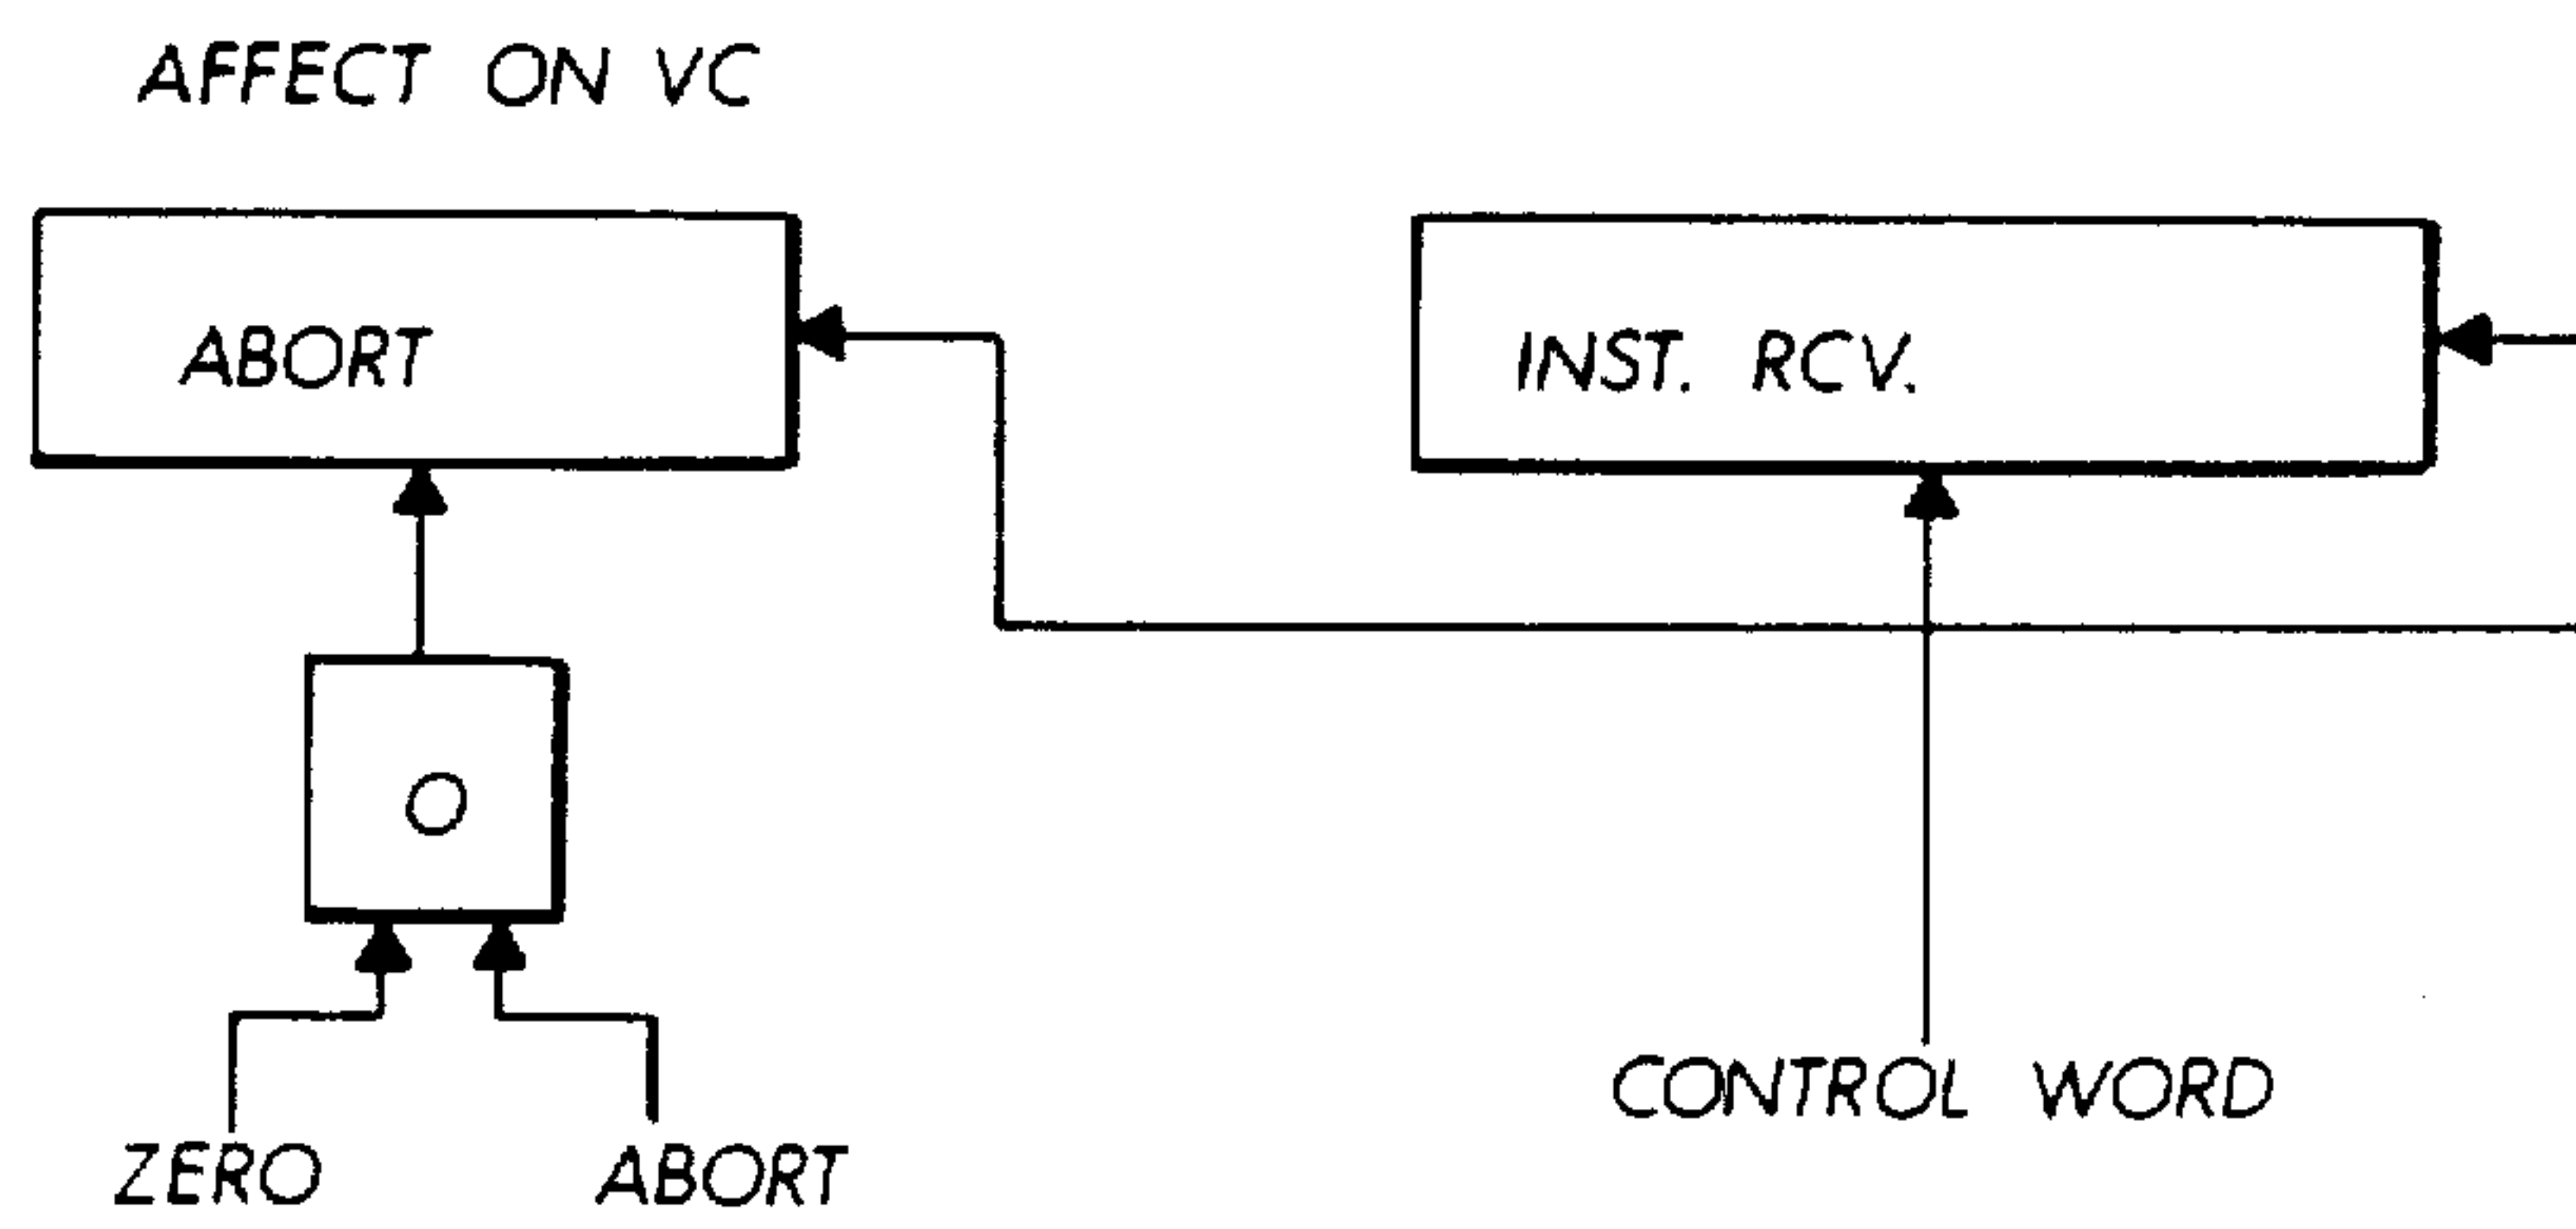 AFFECT ON VC
ABORT
INST. RCV.
O
CONTROL WORD
ZERO
ABORT